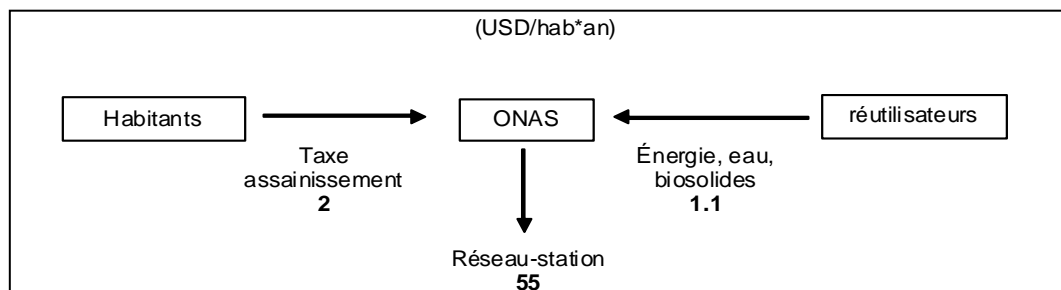 (USD/hab*an)
Habitants
ONAS
réutilisateurs
Taxe
assainissement
2
Énergie, eau,
biosolides
1.1
Réseau-station
55